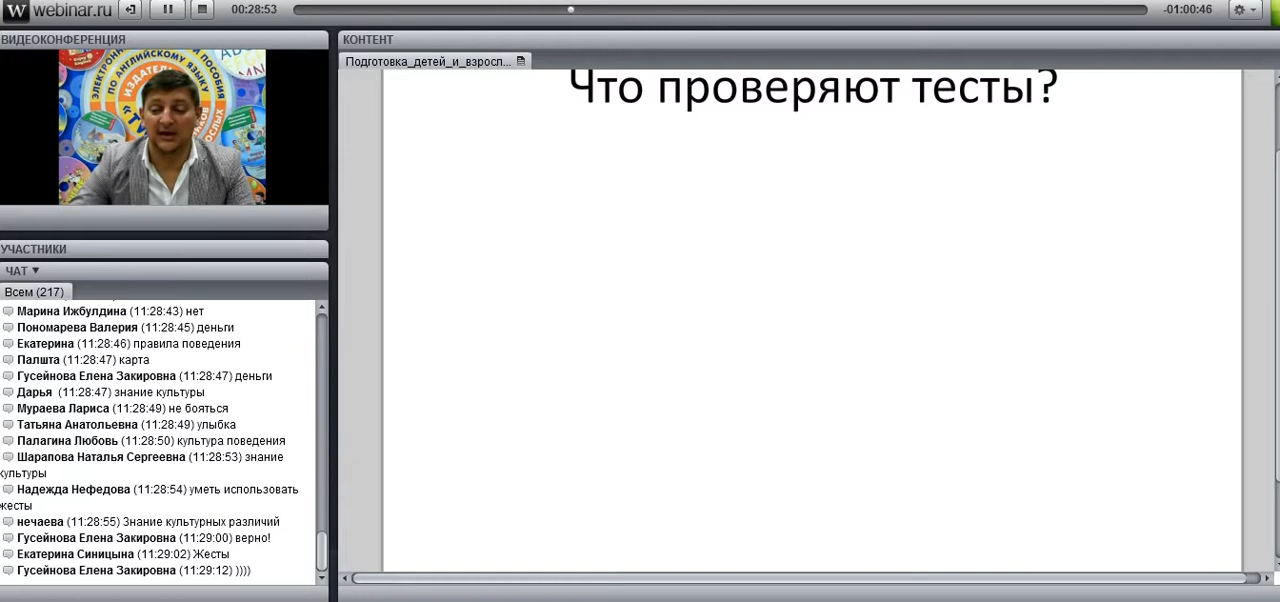 webinar.ru
00:28:53
-01:00:46
ВИДЕОКОНФЕРЕНЦИЯ
ЭЛЕКТРОННЫЕ ПОСОБИЯ
ПО АНГЛИЙСКОМУ ЯЗЫКУ
УЧАСТНИКИ
ЧАТ
Всем (217)
Марина Ижбулдина (11:28:43) нет
Пономарева Валерия (11:28:45) деньги
Екатерина (11:28:46) правила поведения
Палшта (11:28:47) карта
Гусейнова Елена Закировна (11:28:47) деньги
Дарья (11:28:47) знание культуры
Мураева Лариса (11:28:49) не бояться
Татьяна Анатольевна (11:28:49) улыбка
Палагина Любовь (11:28:50) культура поведения
Шарапова Наталья Сергеевна (11:28:53) знание
культуры
Надежда Нефедова (11:28:54) уметь использовать
жесты
нечаева (11:28:55) Знание культурных различий
Гусейнова Елена Закировна (11:29:00) верно!
Екатерина Синицына (11:29:02) Жесты
Гусейнова Елена Закировна (11:29:12) ))))
КОНТЕНТ
Подготовка_детей_и_взросл...
Что проверяют тесты?